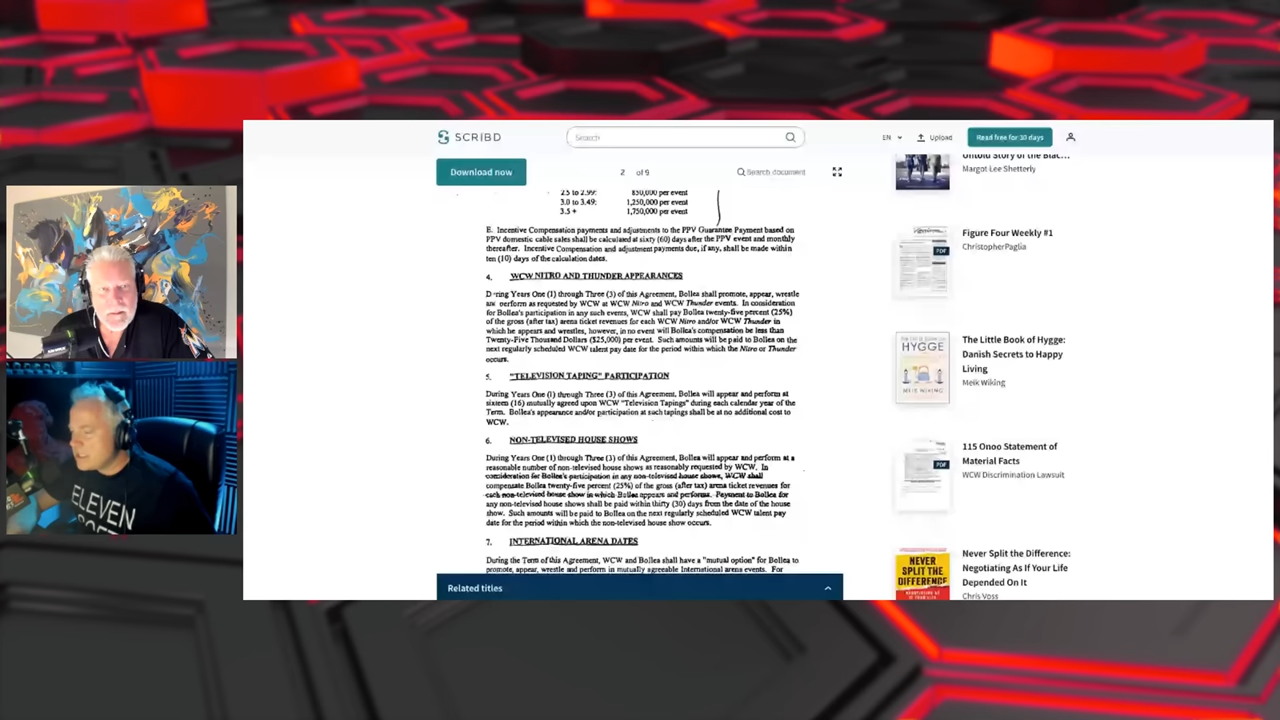 SCRIBD
Search
EN
Upload
Read free for 30 days
Download now
2 of 9
Search document
2.5 to 2.99: 850,000 per event
3.0 to 3.49: 1,250,000 per event
3.5 + 1,750,000 per event
E. Incentive Compensation payments and adjustments to the PPV Guarantee Payment based on
PPV domestic cable sales shall be calculated at sixty (60) days after the PPV event and monthly
thereafter. Incentive Compensation and adjustment payments due, if any, shall be made within
ten (10) days of the calculation dates.
4. WCW NITRO AND THUNDER APPEARANCES
D ring Years One (1) through Three (3) of this Agreement, Bollea shall promote, appear, wrestle
erform as requested by WCW at WCW Nitro and WCW Thunder events. In consideration
for Bollea's participation in any such events, WCW shall pay Bollea twenty-five percent (25%)
of the gross (after tax) arena ticket revenues for each WCW Nitro and/or WCW Thunder in
which he appears and wrestles, however, in no event will Bollea's compensation be less than
Twenty-Five Thousand Dollars ($25,000) per event. Such amounts will be paid to Bollea on the
next regularly scheduled WCW talent pay date for the period within which the Nitro or Thunder
occurs.
5. "TELEVISION TAPING" PARTICIPATION
During Years One (1) through Three (3) of this Agreement, Bollea will appear and perform at
sixteen (16) mutually agreed upon WCW "Television Tapings" during each calendar year of the
Term. Bollea's appearance and/or participation at such tapings shall be at no additional cost to
WCW.
6. NON-TELEVISED HOUSE SHOWS
During Years One (1) through Three (3) of this Agreement, Bollea will appear and perform at a
reasonable number of non-televised house shows as reasonably requested by WCW. In
consideration for Bollea's participation in any non-televised house shows, WCW shall
compensate Bollea twenty-five percent (25%) of the gross (after tax) arena ticket revenues for
each non-televised house show in which Bollea appears and performs. Payment to Bollea for
any non-televised house shows shall be paid within thirty (30) days from the date of the house
show. Such amounts will be paid to Bollea on the next regularly scheduled WCW talent pay
date for the period within which the non-televised house show occurs.
7. INTERNATIONAL ARENA DATES
During the Term of this Agreement, WCW and Bollea shall have a "mutual option" for Bollea to
promote, appear, wrestle and perform in mutually agreeable International arena events. For
Related titles
Untold Story of the Blac...
Margot Lee Shetterly
PDF
Figure Four Weekly #1
ChristopherPaglia
HYGGE
The Little Book of Hygge:
Danish Secrets to Happy
Living
Meik Wiking
PDF
115 Onoo Statement of
Material Facts
WCW Discrimination Lawsuit
NEVER
SPLIT THE
DIFFERENCE
Never Split the Difference:
Negotiating As If Your Life
Depended On It
Chris Voss
ELEVEN